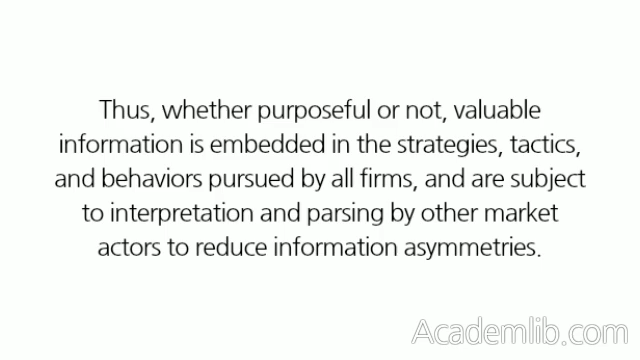 Thus, whether purposeful or not, valuable
information is embedded in the strategies, tactics,
and behaviors pursued by all firms, and are subject
to interpretation and parsing by other market
actors to reduce information asymmetries.
Academlib.com